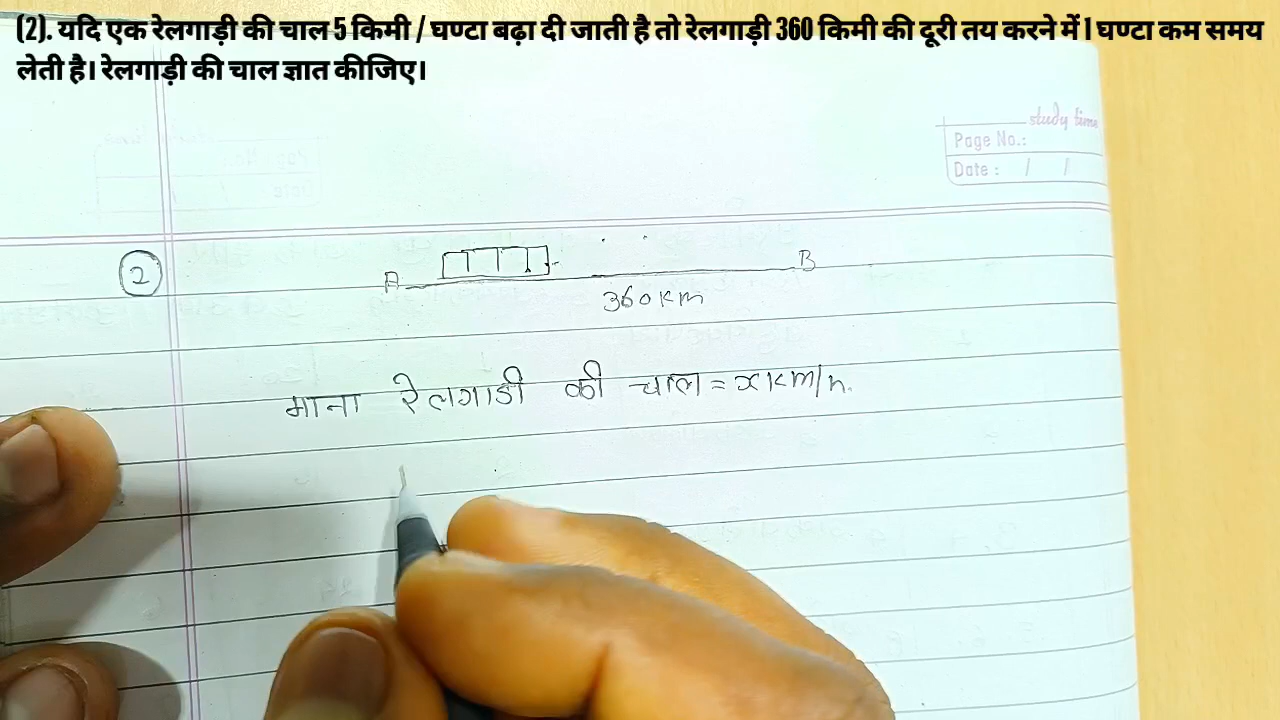 (2). यदि एक रेलगाड़ी की चाल 5 किमी / घण्टा बढ़ा दी जाती है तो रेलगाड़ी 360 किमी की दूरी तय करने में 1 घण्टा कम समय
लेती है। रेलगाड़ी की चाल ज्ञात कीजिए।
study time
Page No.:
Date : / /
2
A B
360 km
माना रेलगाडी की चाल = x km/h.